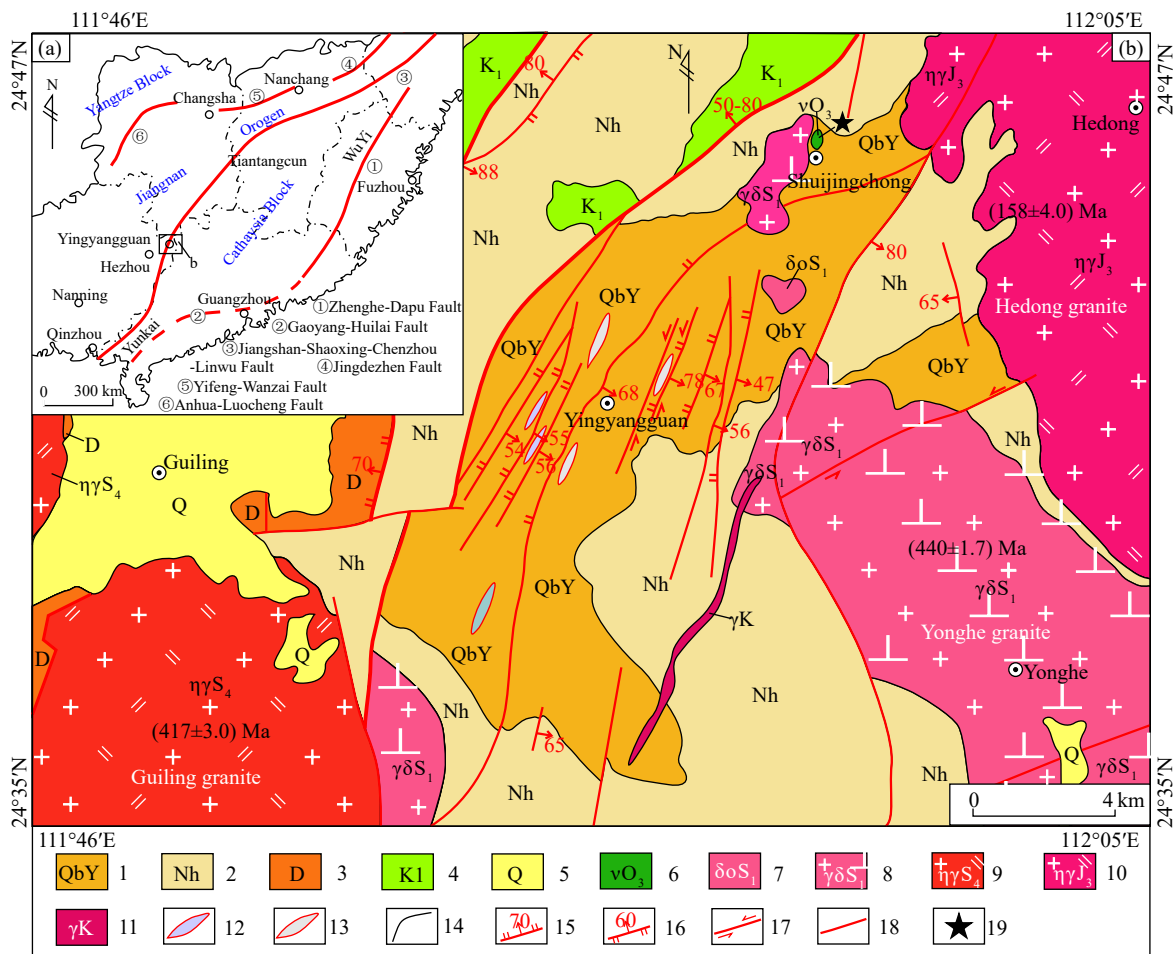 111°46′E
112°05′E
24°47′N
24°47′N
(a)
N
Yangtze Block
Nanchang
④
③
Changsha
⑤
Orogen
⑥
WuYi
Tiantangcun
①
Jiangnan
Fuzhou
Cathaysia Block
Yingyangguan
b
Hezhou
Nanning
Guangzhou
②
Qinzhou
Yunkai
①Zhenghe-Dapu Fault
②Gaoyang-Huilai Fault
③Jiangshan-Shaoxing-Chenzhou
-Linwu Fault
④Jingdezhen Fault
⑤Yifeng-Wanzai Fault
⑥Anhua-Luocheng Fault
0 300 km
(b)
N
K₁
80
Nh
Nh
K₁
50-80
νO₃
ηγJ₃
Hedong
Nh
QbY
Shuijingchong
88
γδS₁
K₁
(158±4.0) Ma
Nh
80
ηγJ₃
δoS₁
Nh
65
Hedong granite
QbY
QbY
QbY
QbY
68
78
67
47
Yingyangguan
56
54
55
56
Nh
D
Guiling
70
D
Nh
γδS₁
ηγS₄
Q
D
γδS₁
(440±1.7) Ma
Nh
Nh
QbY
γδS₁
γK
Yonghe granite
D
Q
QbY
Yonghe
ηγS₄
Nh
Nh
(417±3.0) Ma
65
Q
γδS₁
Guiling granite
Nh
Nh
γδS₁
0 4 km
24°35′N
24°35′N
111°46′E
112°05′E
QbY 1
Nh 2
D 3
K1 4
Q 5
νO₃ 6
δoS₁ 7
γδS₁ 8
ηγS₄ 9
ηγJ₃ 10
γK 11
12
13
14
70 15
60 16
17
18
19